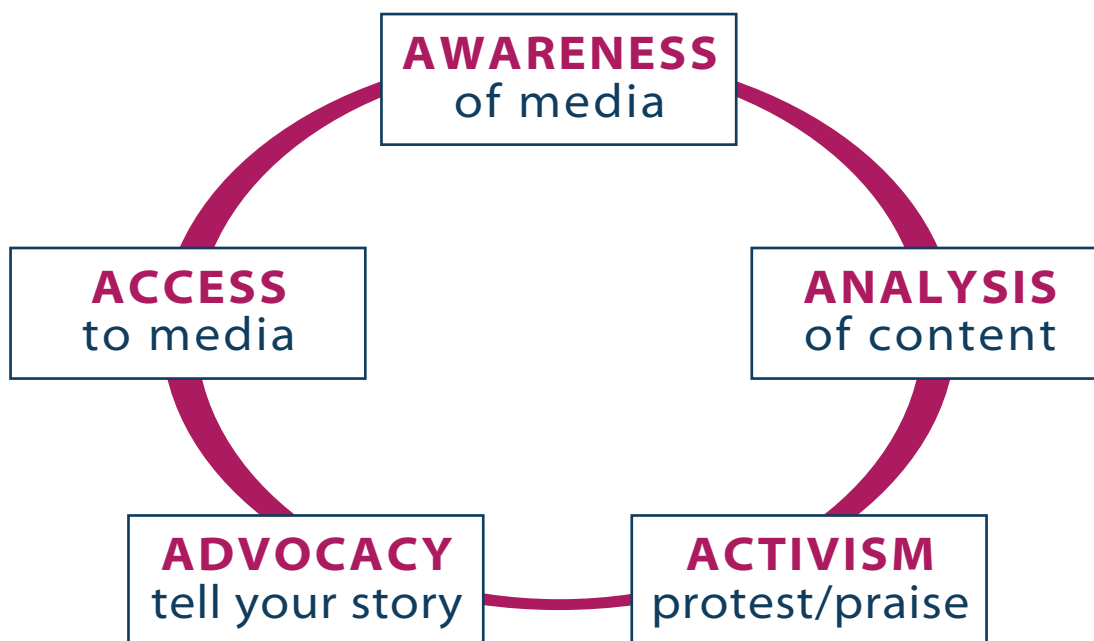 AWARENESS
of media
ANALYSIS
of content
ACTIVISM
protest/praise
ADVOCACY
tell your story
ACCESS
to media